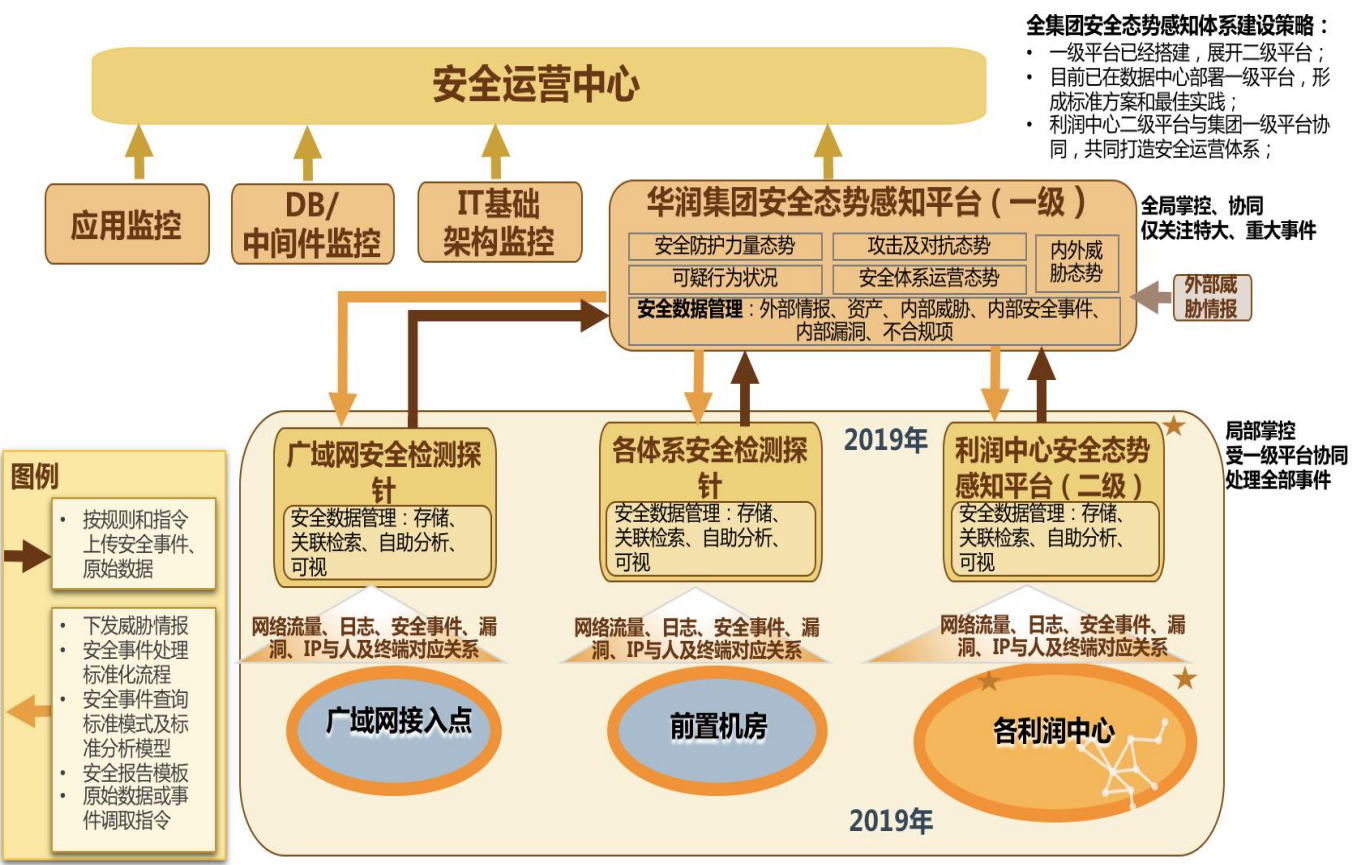 全集团安全态势感知体系建设策略：
• 一级平台已经搭建，展开二级平台；
• 目前已在数据中心部署一级平台，形
成标准方案和最佳实践；
• 利润中心二级平台与集团一级平台协
同，共同打造安全运营体系；
安全运营中心
应用监控
DB/
中间件监控
IT基础
架构监控
华润集团安全态势感知平台（一级）
安全防护力量态势
攻击及对抗态势
内外威
胁态势
可疑行为状况
安全体系运营态势
安全数据管理：外部情报、资产、内部威胁、内部安全事件、
内部漏洞、不合规项
全局掌控、协同
仅关注特大、重大事件
外部威
胁情报
2019年
广域网安全检测探
针
安全数据管理：存储、
关联检索、自助分析、
可视
各体系安全检测探
针
安全数据管理：存储、
关联检索、自助分析、
可视
利润中心安全态势
感知平台（二级）
安全数据管理：存储、
关联检索、自助分析、
可视
局部掌控
受一级平台协同
处理全部事件
网络流量、日志、安全事件、漏
洞、IP与人及终端对应关系
网络流量、日志、安全事件、漏
洞、IP与人及终端对应关系
网络流量、日志、安全事件、漏
洞、IP与人及终端对应关系
广域网接入点
前置机房
各利润中心
2019年
图例
• 按规则和指令
上传安全事件、
原始数据
• 下发威胁情报
• 安全事件处理
标准化流程
• 安全事件查询
标准模式及标
准分析模型
• 安全报告模板
• 原始数据或事
件调取指令